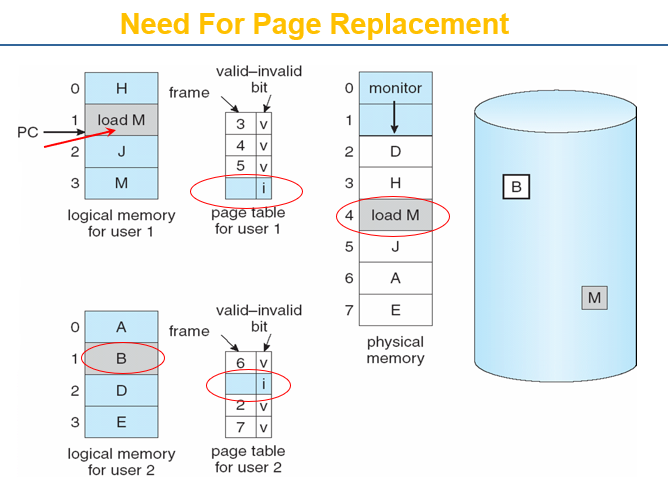 Need For Page Replacement
valid–invalid
bit
frame
0 H
1 load M
PC
2 J
3 M
logical memory
for user 1
3 v
4 v
5 v
i
page table
for user 1
0 monitor
1
2 D
3 H
4 load M
5 J
6 A
7 E
physical
memory
B
M
valid–invalid
bit
frame
0 A
1 B
2 D
3 E
logical memory
for user 2
6 v
i
2 v
7 v
page table
for user 2